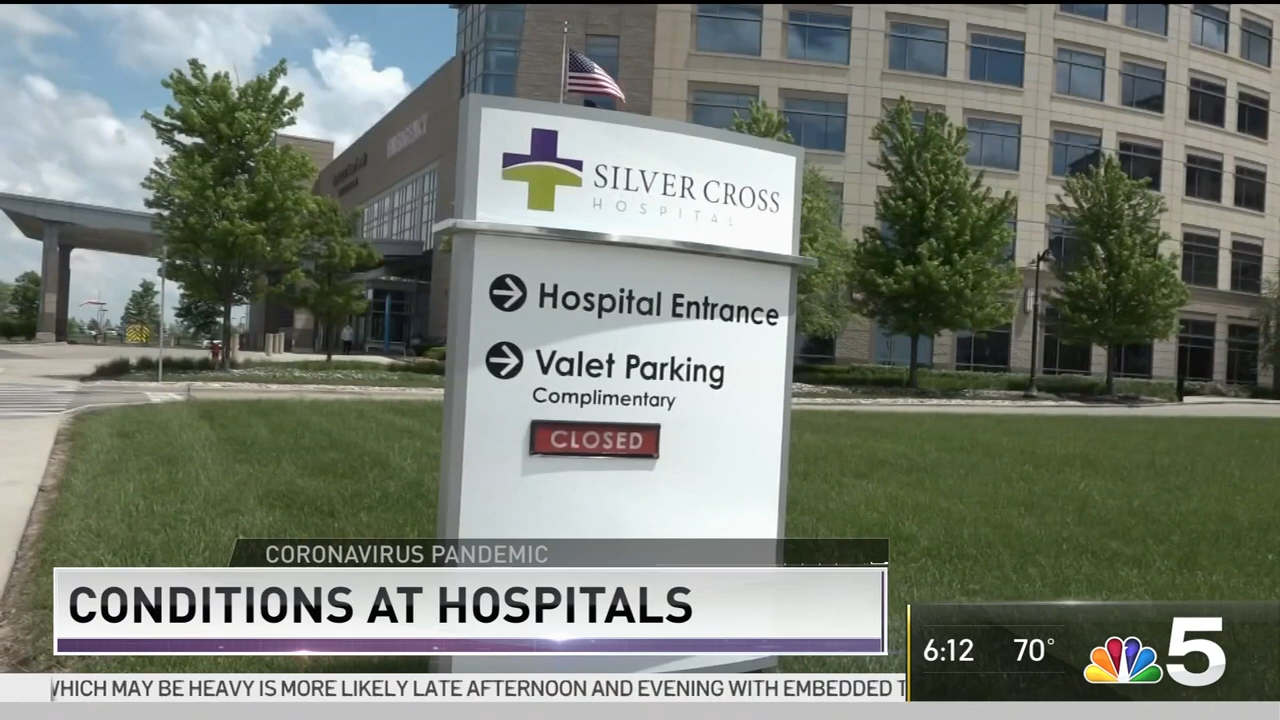 SILVER CROSS
HOSPITAL
Hospital Entrance
Valet Parking
Complimentary
CLOSED
CORONAVIRUS PANDEMIC
CONDITIONS AT HOSPITALS
6:12 70° 5
WHICH MAY BE HEAVY IS MORE LIKELY LATE AFTERNOON AND EVENING WITH EMBEDDED T